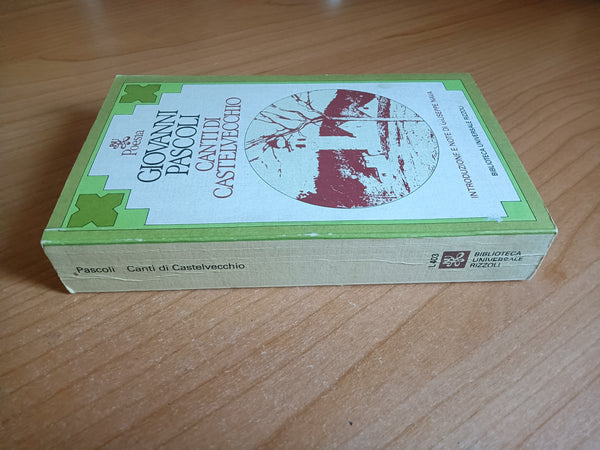 Poesia
GIOVANNI
PASCOLI
CANTI DI
CASTELVECCHIO
INTRODUZIONE E NOTE DI GIUSEPPE NAVA
BIBLIOTECA UNIVERSALE RIZZOLI
Pascoli Canti di Castelvecchio
L403
BIBLIOTECA
UNIVERSALE
RIZZOLI